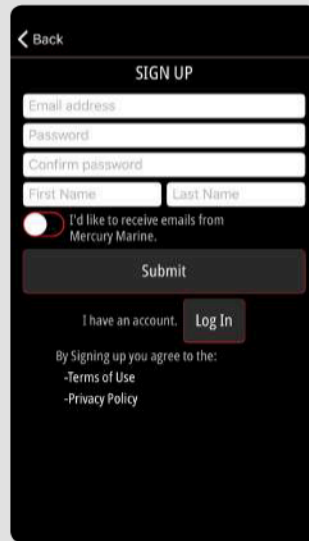 Back
SIGN UP
Email address
Password
Confirm password
First Name Last Name
I'd like to receive emails from
Mercury Marine.
Submit
I have an account. Log In
By Signing up you agree to the:
-Terms of Use
-Privacy Policy